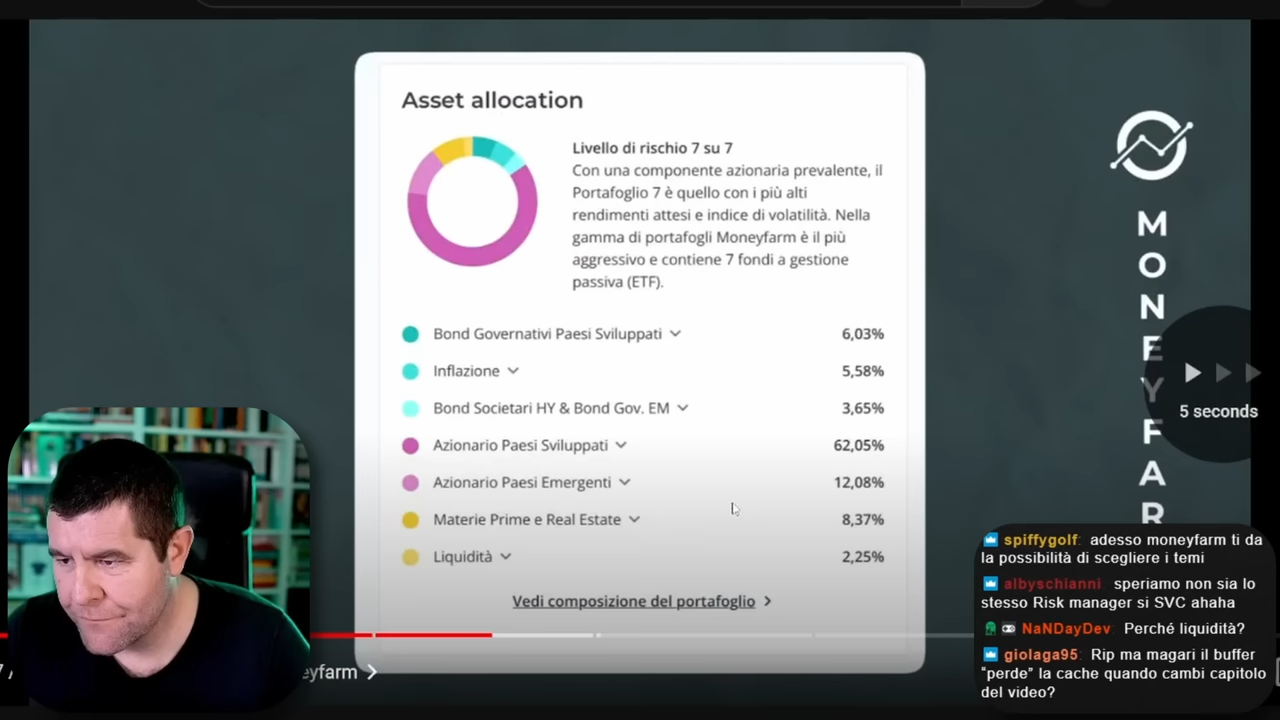 Asset allocation
Livello di rischio 7 su 7
Con una componente azionaria prevalente, il
Portafoglio 7 è quello con i più alti
rendimenti attesi e indice di volatilità. Nella
gamma di portafogli Moneyfarm è il più
aggressivo e contiene 7 fondi a gestione
passiva (ETF).
Bond Governativi Paesi Sviluppati 6,03%
Inflazione 5,58%
Bond Societari HY & Bond Gov. EM 3,65%
Azionario Paesi Sviluppati 62,05%
Azionario Paesi Emergenti 12,08%
Materie Prime e Real Estate 8,37%
Liquidità 2,25%
Vedi composizione del portafoglio
MONEYFAR
5 seconds
eyfarm
spiffygolf: adesso moneyfarm ti da
la possibilità di scegliere i temi
albyschianni speriamo non sia lo
stesso Risk manager si SVC ahaha
NaNDayDev: Perché liquidità?
giolaga95: Rip ma magari il buffer
"perde" la cache quando cambi capitolo
del video?